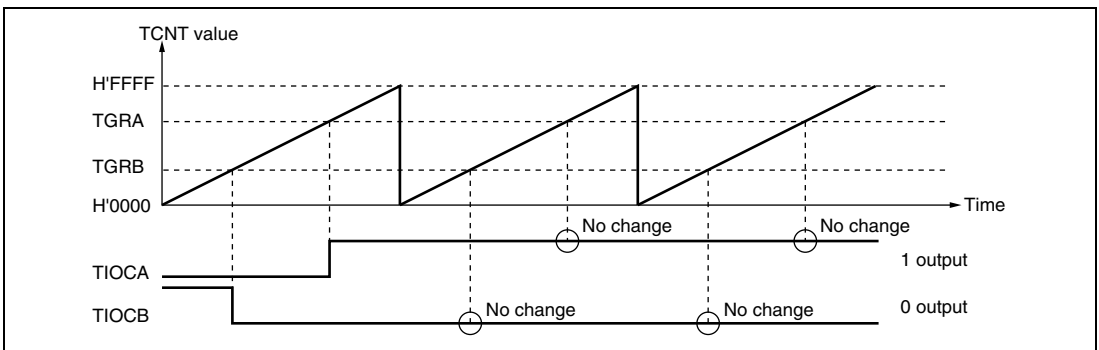 TCNT value
H'FFFF
TGRA
TGRB
H'0000
Time
No change
No change
1 output
TIOCA
No change
No change
0 output
TIOCB